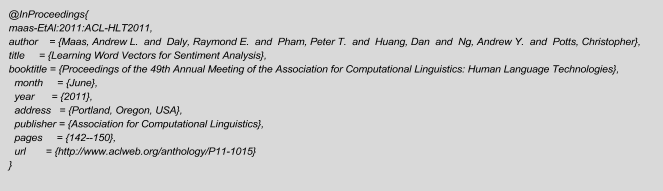 @InProceedings{
maas-EtAl:2011:ACL-HLT2011,
author = {Maas, Andrew L. and Daly, Raymond E. and Pham, Peter T. and Huang, Dan and Ng, Andrew Y. and Potts, Christopher},
title = {Learning Word Vectors for Sentiment Analysis},
booktitle = {Proceedings of the 49th Annual Meeting of the Association for Computational Linguistics: Human Language Technologies},
month = {June},
year = {2011},
address = {Portland, Oregon, USA},
publisher = {Association for Computational Linguistics},
pages = {142--150},
url = {http://www.aclweb.org/anthology/P11-1015}
}